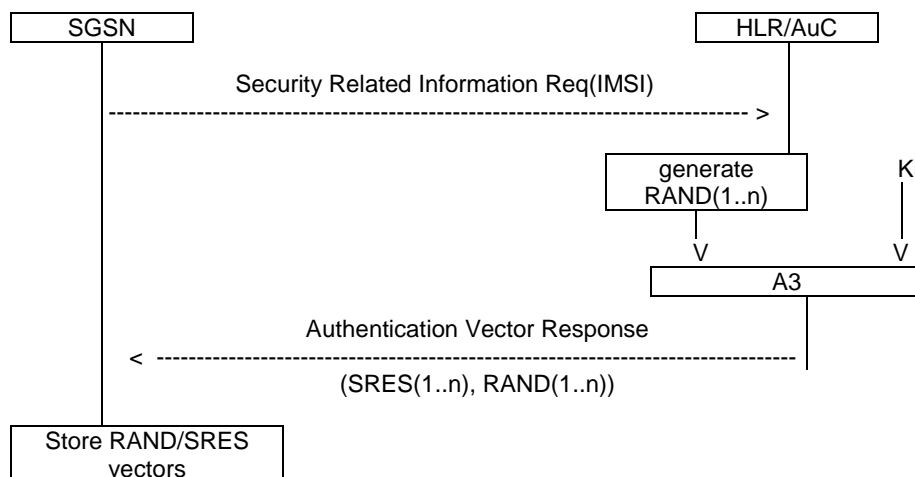 SGSN
HLR/AuC
Security Related Information Req(IMSI)
------------------------------------------------------------------------------------ >
generate
RAND(1..n)
K
V
V
A3
Authentication Vector Response
< ------------------------------------------------------------------------------------
(SRES(1..n), RAND(1..n))
Store RAND/SRES
vectors